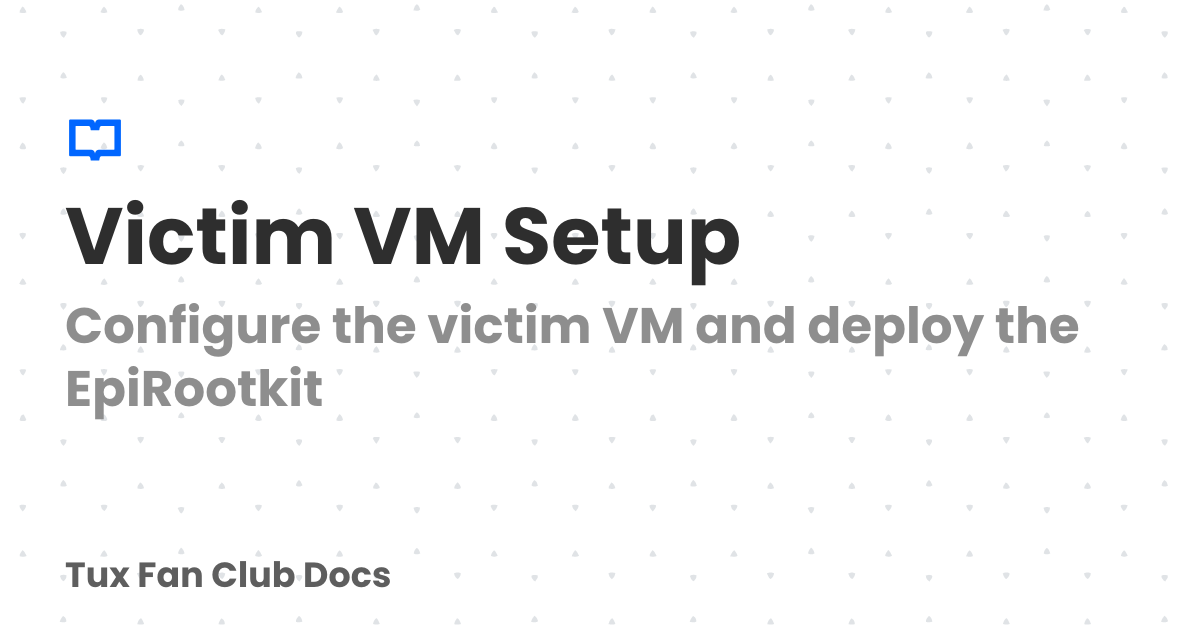 Victim VM Setup
Configure the victim VM and deploy the
EpiRootkit
Tux Fan Club Docs